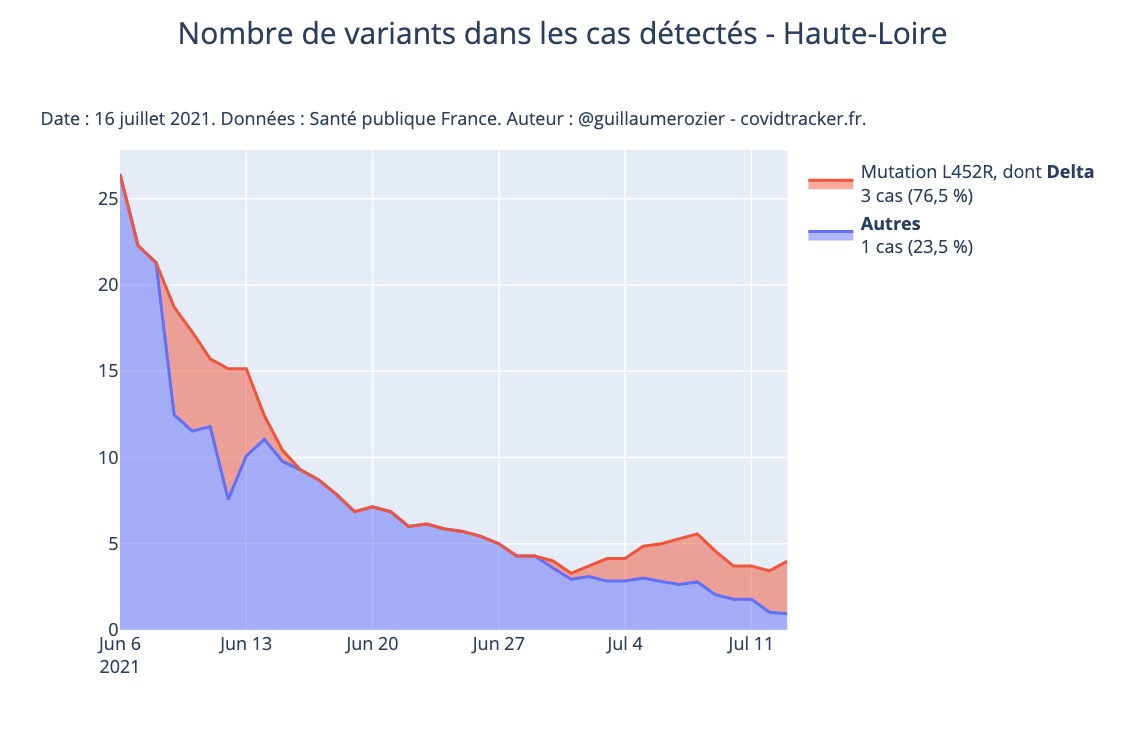 Nombre de variants dans les cas détectés - Haute-Loire
Date : 16 juillet 2021. Données : Santé publique France. Auteur : @guillaumerozier - covidtracker.fr.
Mutation L452R, dont Delta
3 cas (76,5 %)
Autres
1 cas (23,5 %)
25
20
15
10
5
0
Jun 6
2021
Jun 13
Jun 20
Jun 27
Jul 4
Jul 11